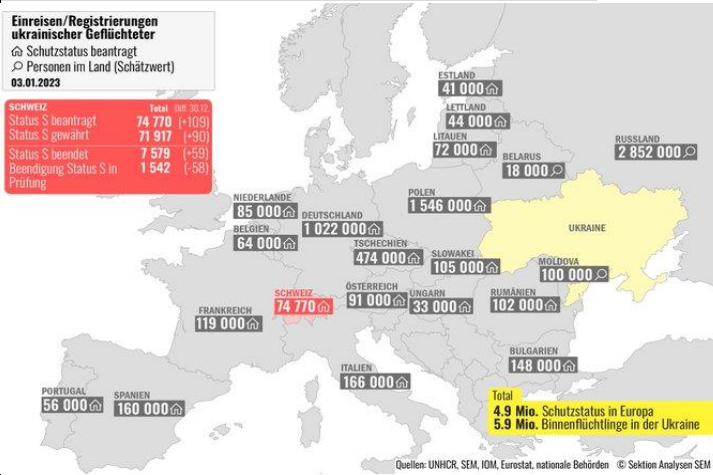 Einreisen/Registrierungen
ukrainischer Geflüchteter
Schutzstatus beantragt
Personen im Land (Schätzwert)
03.01.2023
SCHWEIZ Total Diff. 30.12.
Status S beantragt 74 770 (+109)
Status S gewährt 71 917 (+90)
Status S beendet 7 579 (+59)
Beendigung Status S in 1 542 (-58)
Prüfung
ESTLAND
41 000
LETTLAND
44 000
LITAUEN
72 000
RUSSLAND
2 852 000
BELARUS
18 000
POLEN
1 546 000
NIEDERLANDE
85 000
DEUTSCHLAND
1 022 000
BELGIEN
64 000
UKRAINE
TSCHECHIEN
474 000
SLOWAKEI
105 000
MOLDOVA
100 000
SCHWEIZ
74 770
ÖSTERREICH
91 000
UNGARN
33 000
RUMÄNIEN
102 000
FRANKREICH
119 000
BULGARIEN
148 000
ITALIEN
166 000
PORTUGAL
56 000
SPANIEN
160 000
Total
4.9 Mio. Schutzstatus in Europa
5.9 Mio. Binnenflüchtlinge in der Ukraine
Quellen: UNHCR, SEM, IOM, Eurostat, nationale Behörden © Sektion Analysen SEM